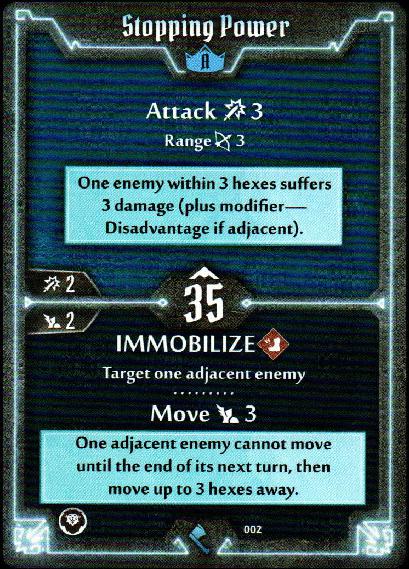 Stopping Power
A
Attack 3
Range 3
One enemy within 3 hexes suffers
3 damage (plus modifier—
Disadvantage if adjacent).
2
35
2
IMMOBILIZE
Target one adjacent enemy
Move 3
One adjacent enemy cannot move
until the end of its next turn, then
move up to 3 hexes away.
002